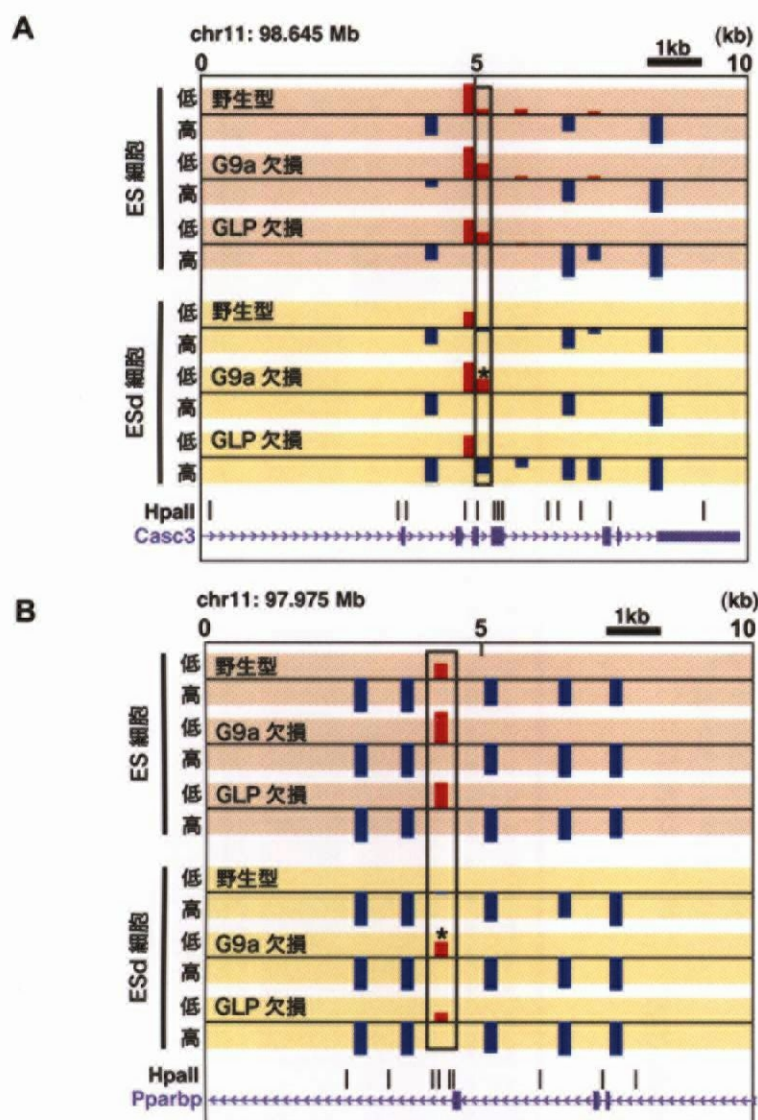 A
chr11: 98.645 Mb
1kb (kb)
0 5 10
ES 細胞
低 野生型
高
低 G9a 欠損
高
低 GLP 欠損
高
ESd 細胞
低 野生型
高
低 G9a 欠損 *
高
低 GLP 欠損
高
HpaII
Casc3
B
chr11: 97.975 Mb
1kb (kb)
0 5 10
ES 細胞
低 野生型
高
低 G9a 欠損
高
低 GLP 欠損
高
ESd 細胞
低 野生型
高
低 G9a 欠損 *
高
低 GLP 欠損
高
HpaII
Pparbp